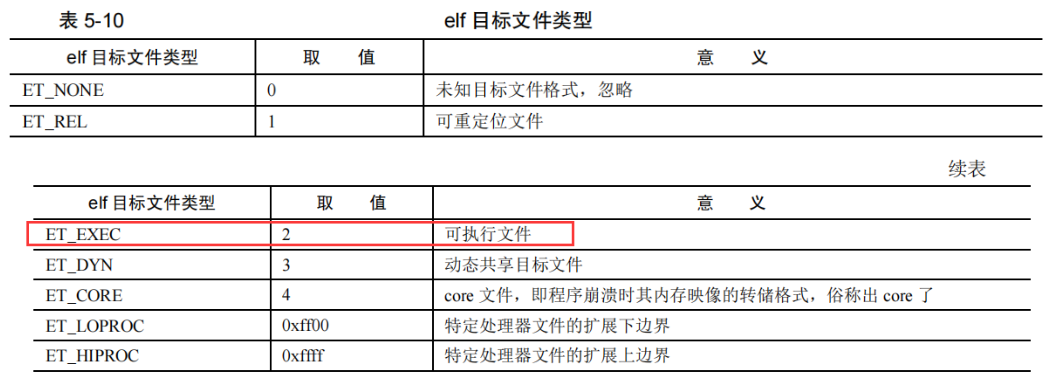 表 5-10 elf 目标文件类型
elf 目标文件类型 取 值 意 义
ET_NONE 0 未知目标文件格式，忽略
ET_REL 1 可重定位文件
续表
elf 目标文件类型 取 值 意 义
ET_EXEC 2 可执行文件
ET_DYN 3 动态共享目标文件
ET_CORE 4 core 文件，即程序崩溃时其内存映像的转储格式，俗称出 core 了
ET_LOPROC 0xff00 特定处理器文件的扩展下边界
ET_HIPROC 0xffff 特定处理器文件的扩展上边界